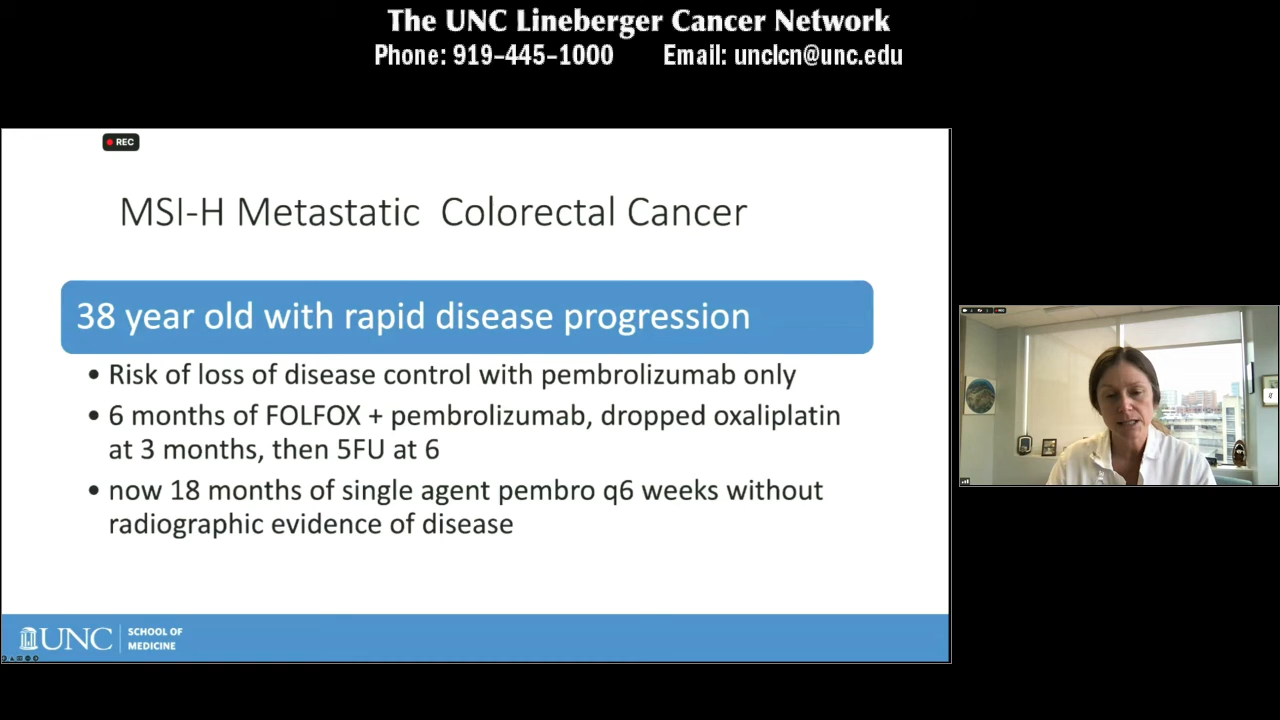 The UNC Lineberger Cancer Network
Phone: 919-445-1000 Email: unclcn@unc.edu
REC
MSI-H Metastatic Colorectal Cancer
38 year old with rapid disease progression
• Risk of loss of disease control with pembrolizumab only
• 6 months of FOLFOX + pembrolizumab, dropped oxaliplatin
at 3 months, then 5FU at 6
• now 18 months of single agent pembro q6 weeks without
radiographic evidence of disease
UNC
SCHOOL OF
MEDICINE